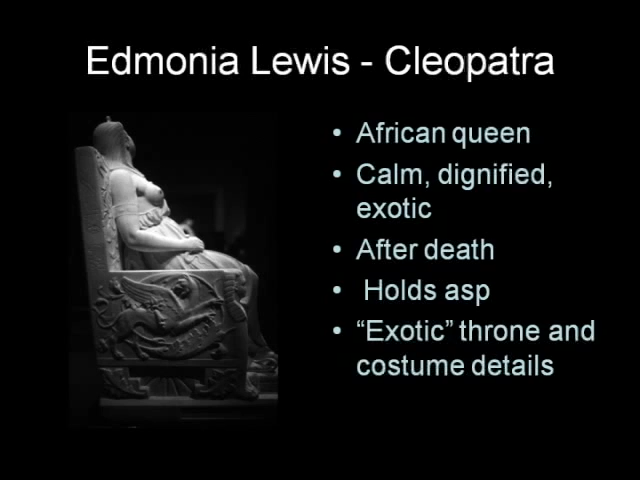 Edmonia Lewis - Cleopatra
• African queen
• Calm, dignified,
exotic
• After death
• Holds asp
• “Exotic” throne and
costume details